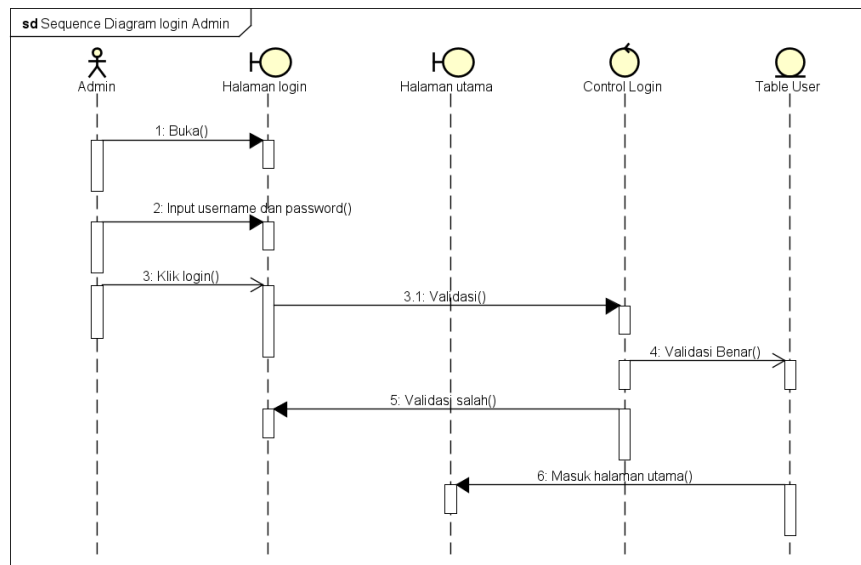 sd Sequence Diagram login Admin
Admin
Halaman login
Halaman utama
Control Login
Table User
1: Buka()
2: Input username dan password()
3: Klik login()
3.1: Validasi()
4: Validasi Benar()
5: Validasi salah()
6: Masuk halaman utama()